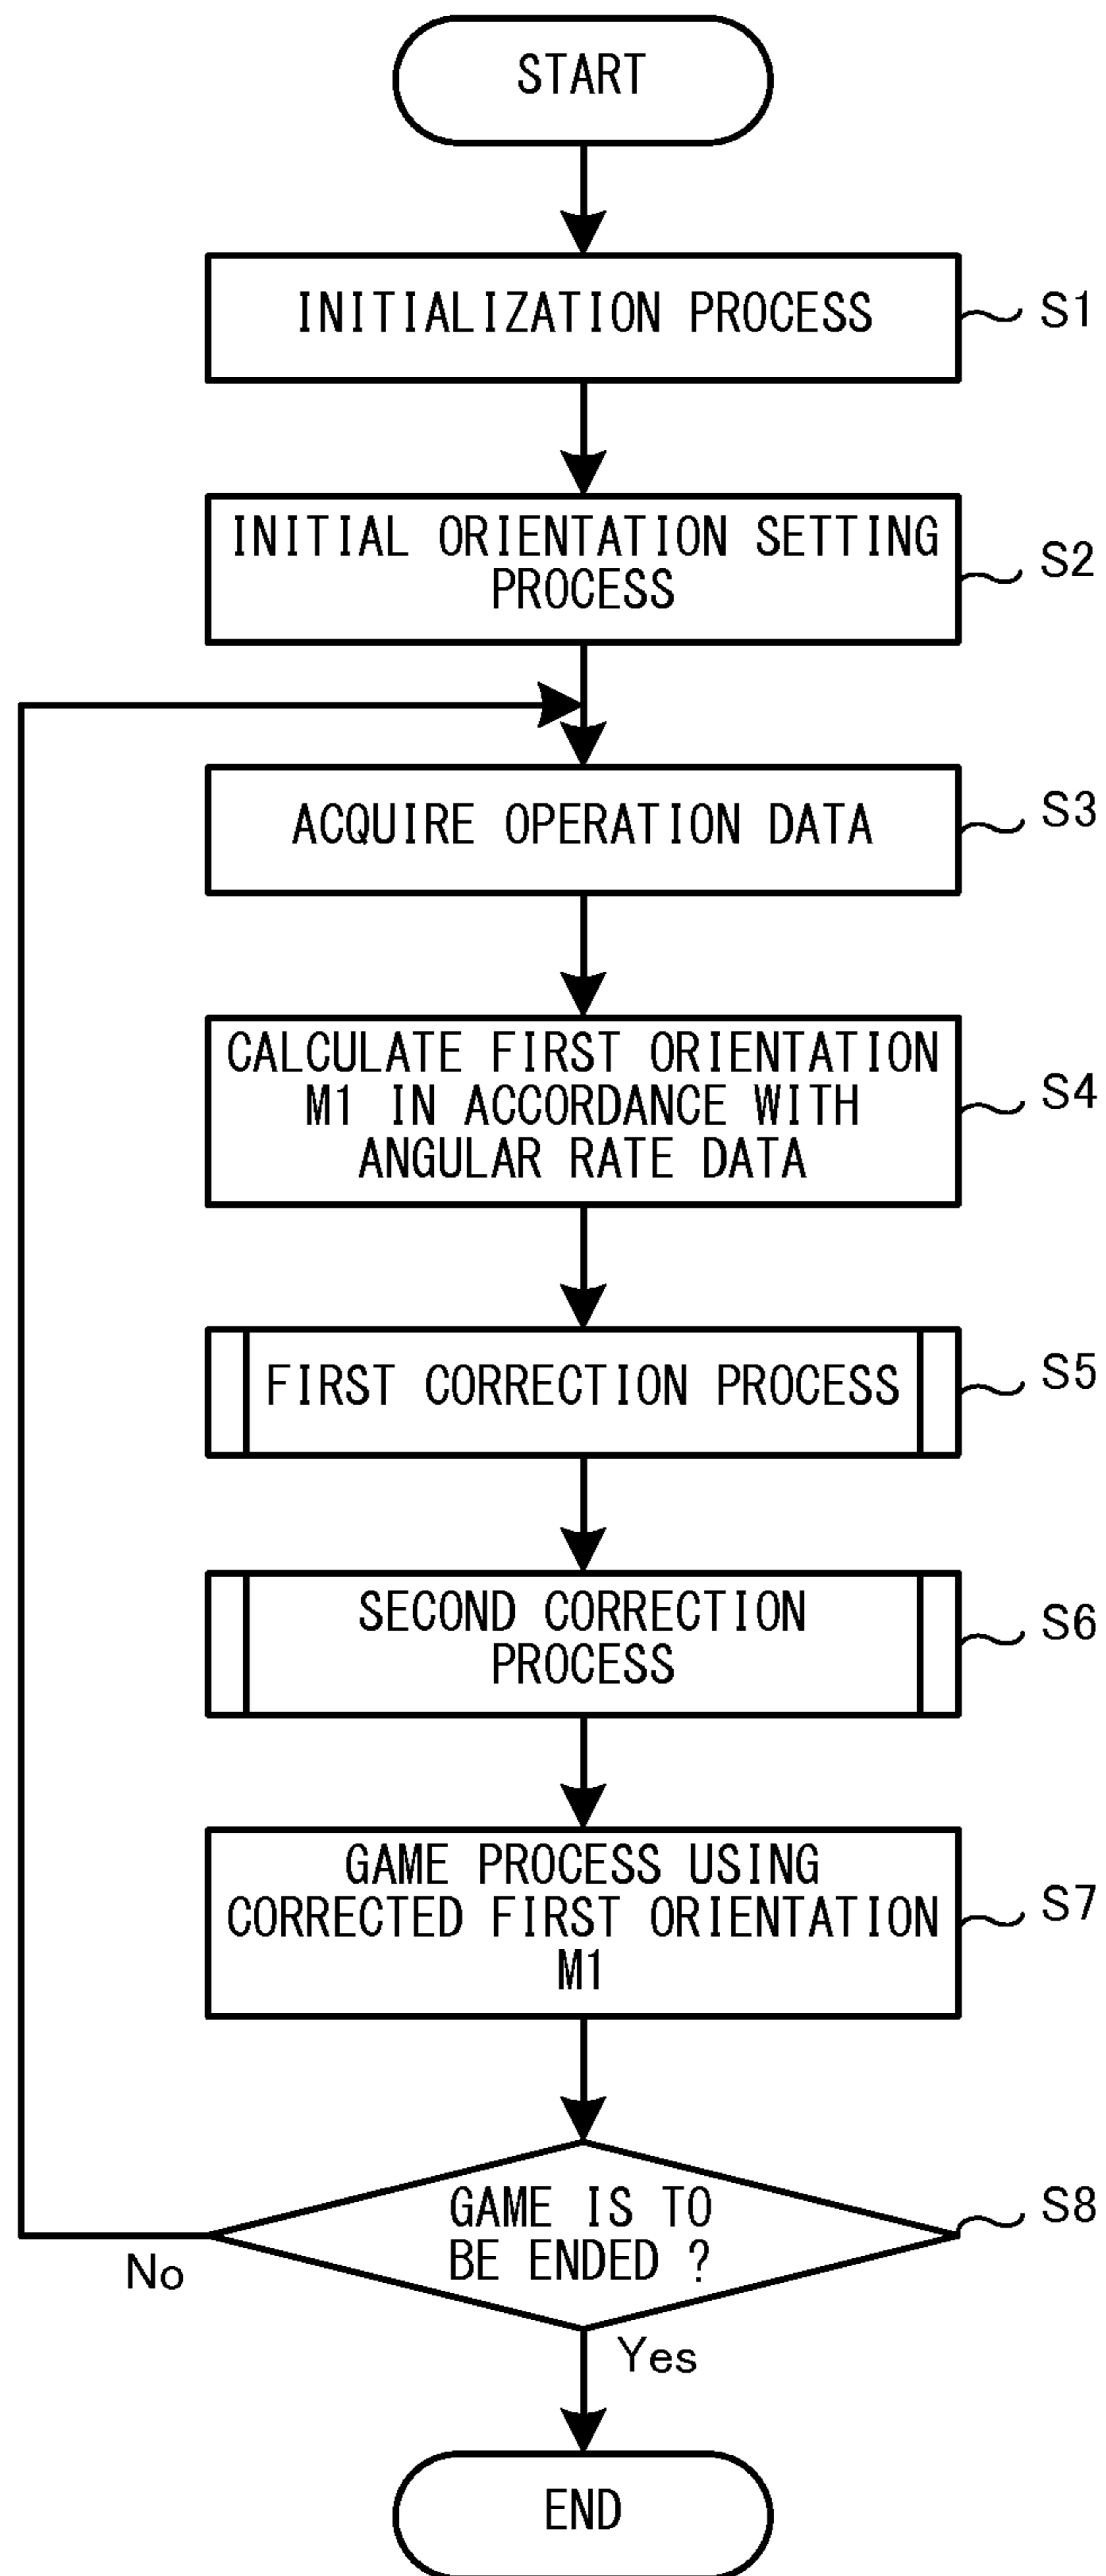 START
INITIALIZATION PROCESS
S1
INITIAL ORIENTATION SETTING
PROCESS
S2
ACQUIRE OPERATION DATA
S3
CALCULATE FIRST ORIENTATION
M1 IN ACCORDANCE WITH
ANGULAR RATE DATA
S4
FIRST CORRECTION PROCESS
S5
SECOND CORRECTION
PROCESS
S6
GAME PROCESS USING
CORRECTED FIRST ORIENTATION
M1
S7
GAME IS TO
BE ENDED ?
S8
No
Yes
END